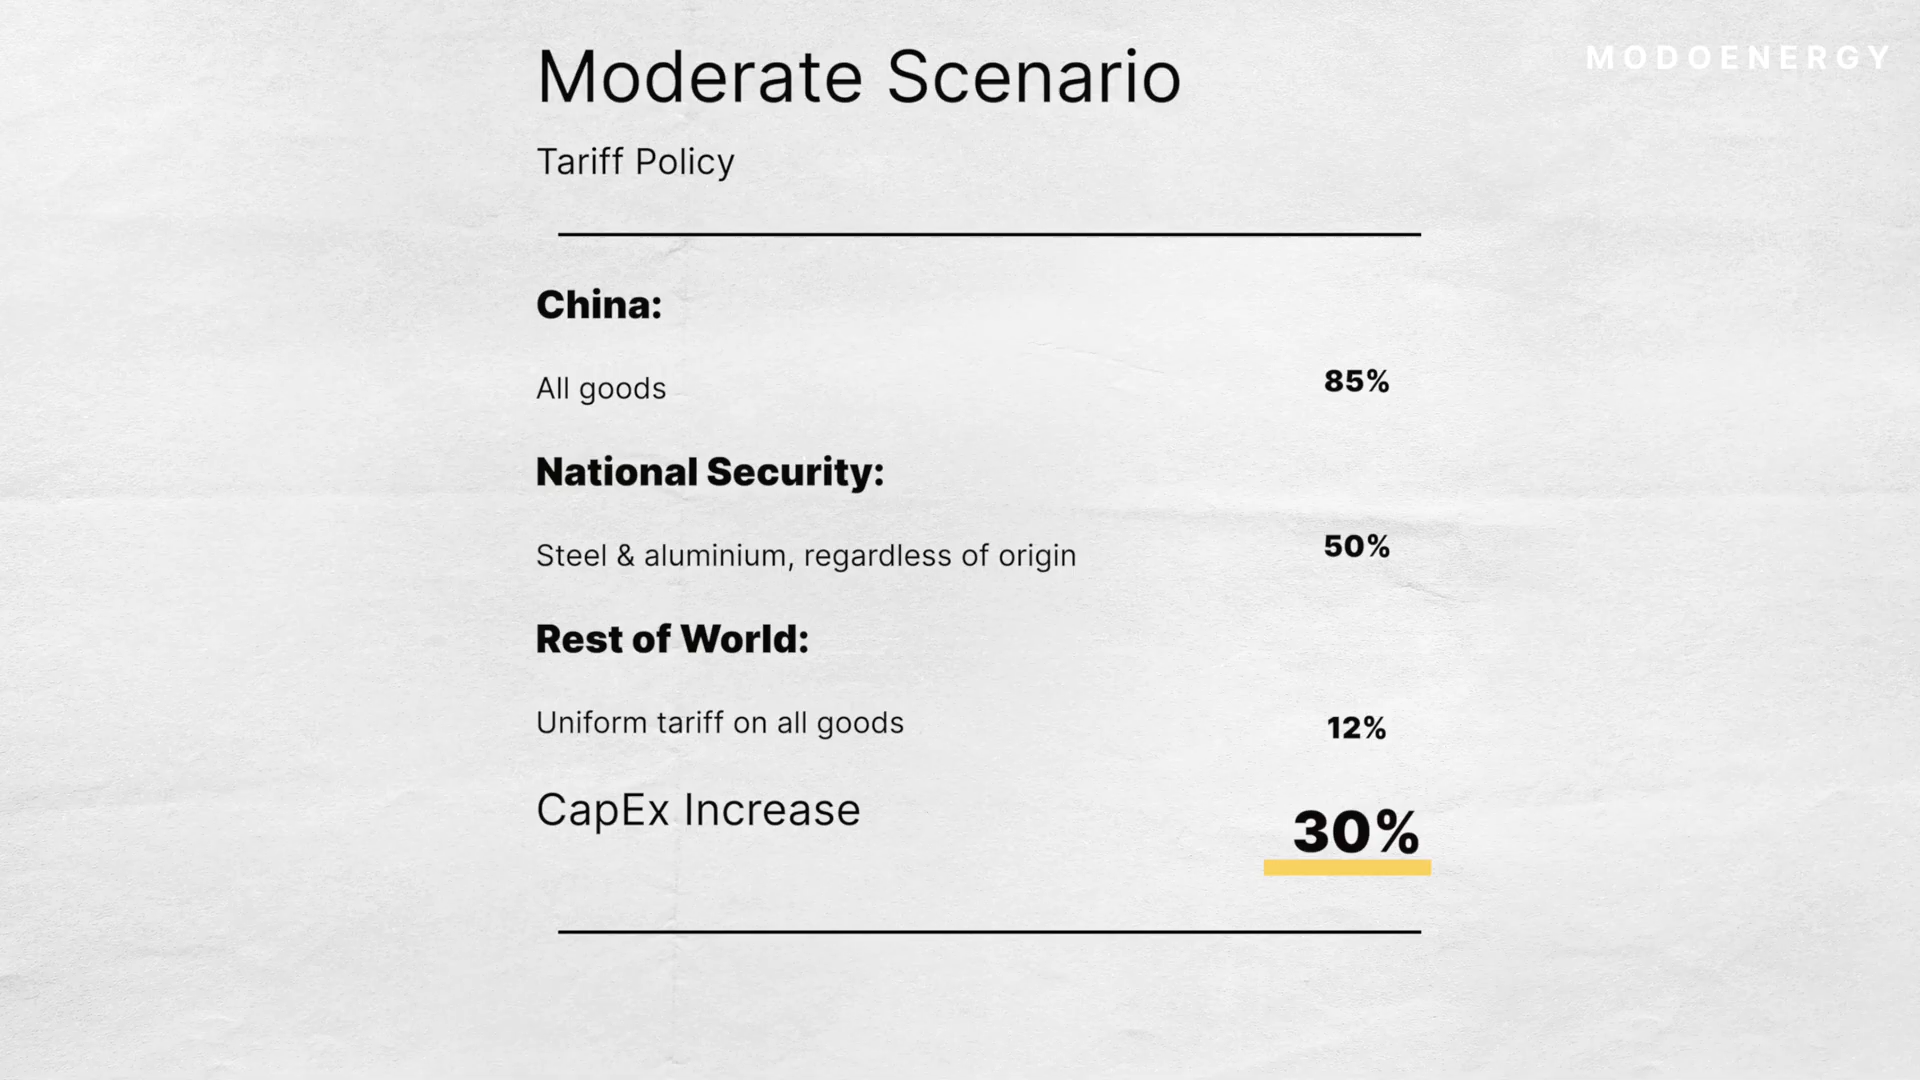 Moderate Scenario
MODOENERGY
Tariff Policy
China:
All goods 85%
National Security:
Steel & aluminium, regardless of origin 50%
Rest of World:
Uniform tariff on all goods 12%
CapEx Increase 30%